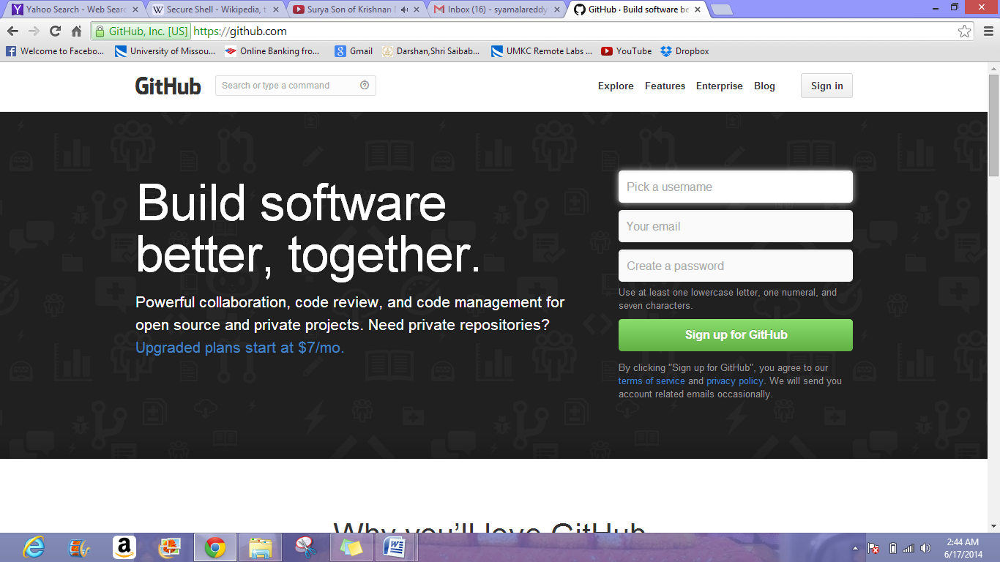 Yahoo Search - Web Searc
Secure Shell - Wikipedia, t
Surya Son of Krishnan
Inbox (16) - syamalareddy
GitHub · Build software be
GitHub, Inc. [US]
https://github.com
Welcome to Facebo...
University of Missou...
Online Banking fro...
Gmail
Darshan,Shri Saibab...
UMKC Remote Labs ...
YouTube
Dropbox
GitHub
Search or type a command
Explore
Features
Enterprise
Blog
Sign in
Build software
better, together.
Powerful collaboration, code review, and code management for
open source and private projects. Need private repositories?
Upgraded plans start at $7/mo.
Pick a username
Your email
Create a password
Use at least one lowercase letter, one numeral, and
seven characters.
Sign up for GitHub
By clicking "Sign up for GitHub", you agree to our
terms of service and privacy policy. We will send you
account related emails occasionally.
Why you'll love GitHub
2:44 AM
6/17/2014